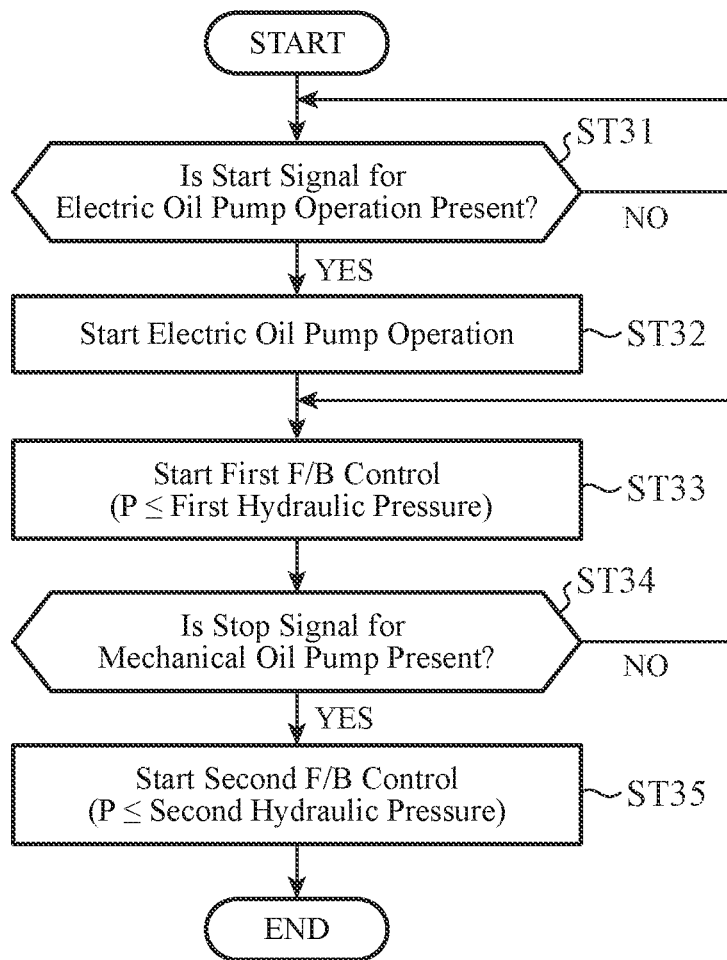 START
ST31
Is Start Signal for
Electric Oil Pump Operation Present?
NO
YES
Start Electric Oil Pump Operation
ST32
Start First F/B Control
(P ≤ First Hydraulic Pressure)
ST33
ST34
Is Stop Signal for
Mechanical Oil Pump Present?
NO
YES
Start Second F/B Control
(P ≤ Second Hydraulic Pressure)
ST35
END